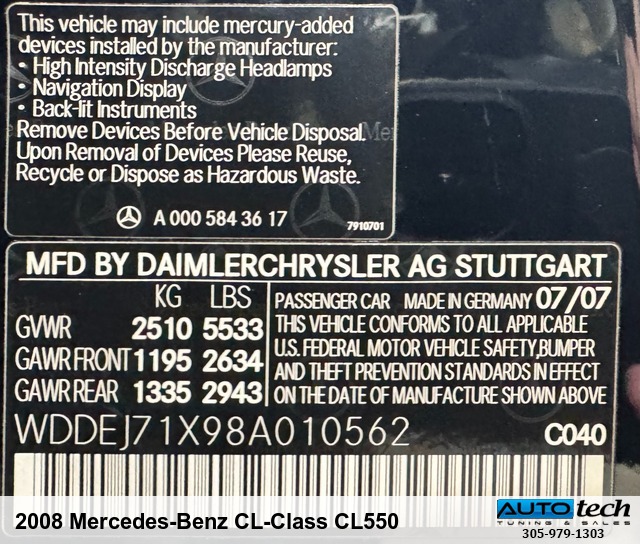 This vehicle may include mercury-added
devices installed by the manufacturer:
• High Intensity Discharge Headlamps
• Navigation Display
• Back-lit Instruments
Remove Devices Before Vehicle Disposal.
Upon Removal of Devices Please Reuse,
Recycle or Dispose as Hazardous Waste.
A 000 584 36 17
7910701
MFD BY DAIMLERCHRYSLER AG STUTTGART
KG LBS
GVWR 2510 5533
GAWR FRONT 1195 2634
GAWR REAR 1335 2943
PASSENGER CAR MADE IN GERMANY 07/07
THIS VEHICLE CONFORMS TO ALL APPLICABLE
U.S. FEDERAL MOTOR VEHICLE SAFETY,BUMPER
AND THEFT PREVENTION STANDARDS IN EFFECT
ON THE DATE OF MANUFACTURE SHOWN ABOVE
WDDEJ71X98A010562 C040
2008 Mercedes-Benz CL-Class CL550
AUTOtech
TUNING & SALES
305-979-1303